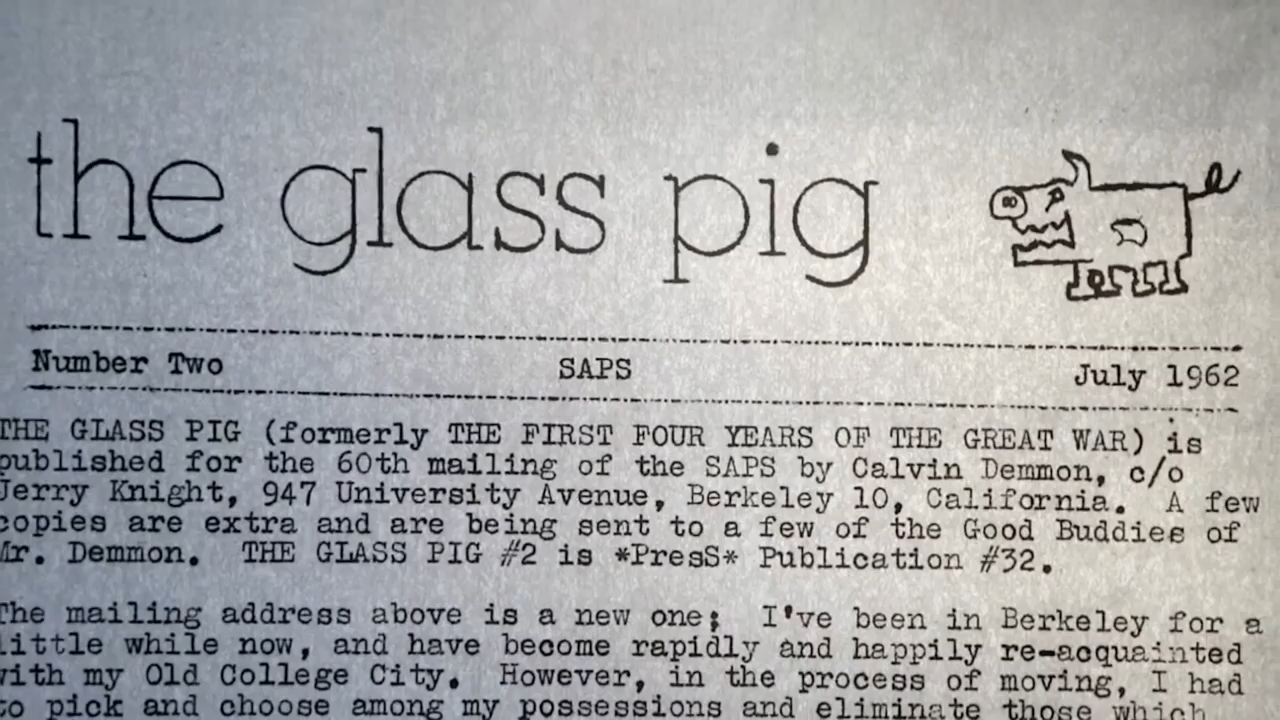 the glass pig
Number Two SAPS July 1962
THE GLASS PIG (formerly THE FIRST FOUR YEARS OF THE GREAT WAR) is
published for the 60th mailing of the SAPS by Calvin Demmon, c/o
Jerry Knight, 947 University Avenue, Berkeley 10, California. A few
copies are extra and are being sent to a few of the Good Buddies of
Mr. Demmon. THE GLASS PIG #2 is *PresS* Publication #32.
The mailing address above is a new one; I've been in Berkeley for a
little while now, and have become rapidly and happily re-acquainted
with my Old College City. However, in the process of moving, I had
to pick and choose among my possessions and eliminate those which